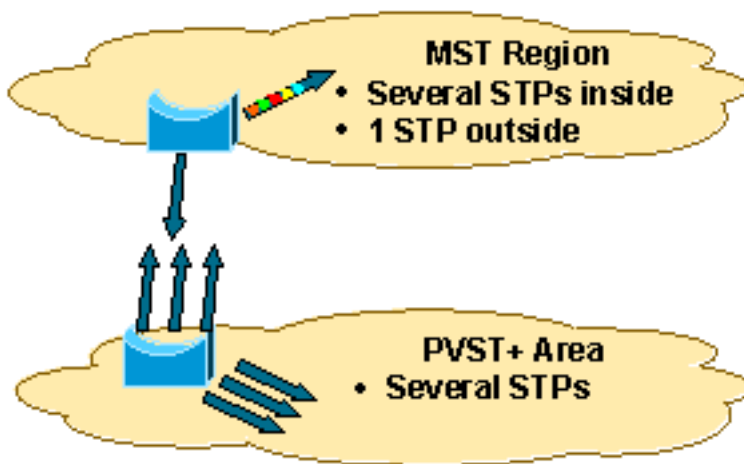 MST Region
• Several STPs inside
• 1 STP outside
PVST+ Area
• Several STPs